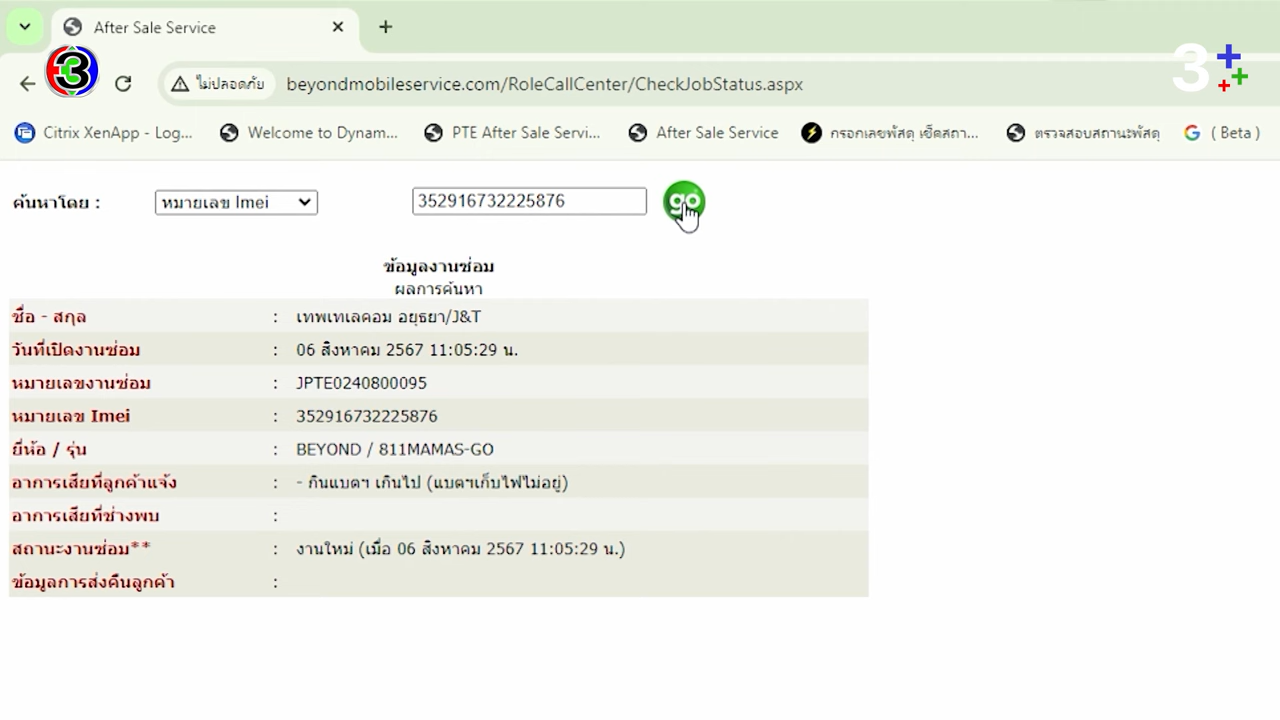 After Sale Service
ไม่ปลอดภัย
beyondmobileservice.com/RoleCallCenter/CheckJobStatus.aspx
3
3
Citrix XenApp - Log...
Welcome to Dynam...
PTE After Sale Servi...
After Sale Service
กรอกเลขพัสดุ เช็คสถา...
ตรวจสอบสถานะพัสดุ
( Beta )
ค้นหาโดย :
หมายเลข Imei
352916732225876
go
ข้อมูลงานซ่อม
ผลการค้นหา
ชื่อ - สกุล : เทพเทเลคอม อยุธยา/J&T
วันที่เปิดงานซ่อม : 06 สิงหาคม 2567 11:05:29 น.
หมายเลขงานซ่อม : JPTE0240800095
หมายเลข Imei : 352916732225876
ยี่ห้อ / รุ่น : BEYOND / 811MAMAS-GO
อาการเสียที่ลูกค้าแจ้ง : - กินแบตฯ เกินไป (แบตฯเก็บไฟไม่อยู่)
อาการเสียที่ช่างพบ :
สถานะงานซ่อม** : งานใหม่ (เมื่อ 06 สิงหาคม 2567 11:05:29 น.)
ข้อมูลการส่งคืนลูกค้า :